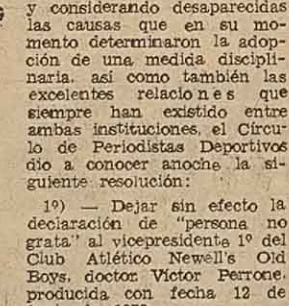 y considerando desaparecidas
las causas que en su mo-
mento determinaron la adop-
ción de una medida discipli-
naria. así como también las
excelentes relacio n e s que
siempre han existido entre
ambas instituciones, el Círcu-
lo de Periodistas Deportivos
dio a conocer anoche la si-
guiente resolución:
1º) — Dejar sin efecto la
declaración de "persona no
grata" al vicepresidente 1º del
Club Atlético Newell's Old
Boys, doctor Víctor Perrone,
producida con fecha 12 de